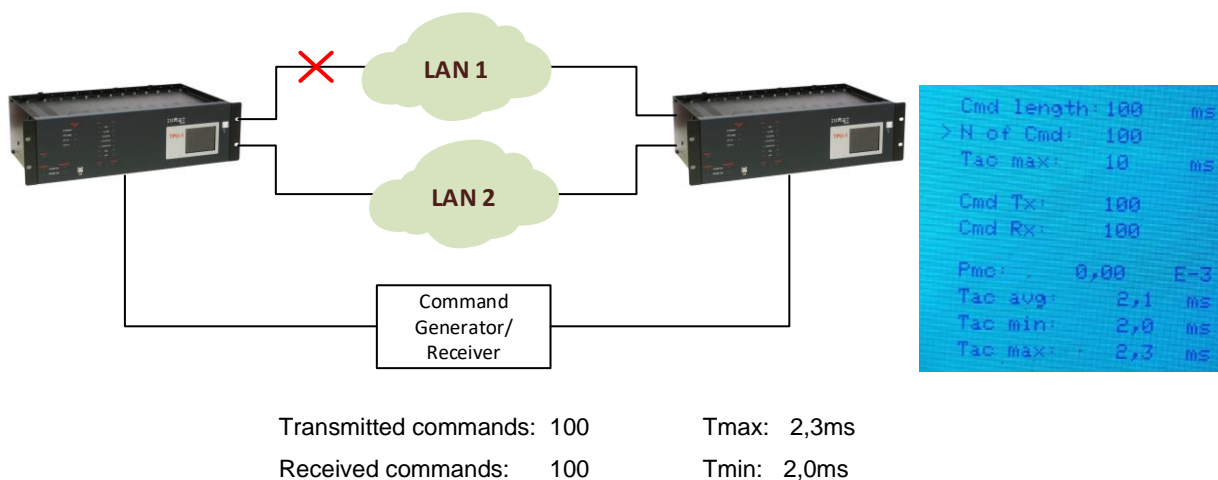 LAN 1
LAN 2
Command
Generator/
Receiver
Cmd length: 100 ms
> N of Cmd: 100
Tac max: 10 ms
Cmd Tx: 100
Cmd Rx: 100
Pmc: 0,00 E-3
Tac avg: 2,1 ms
Tac min: 2,0 ms
Tac max: 2,3 ms
Transmitted commands: 100 Tmax: 2,3ms
Received commands: 100 Tmin: 2,0ms